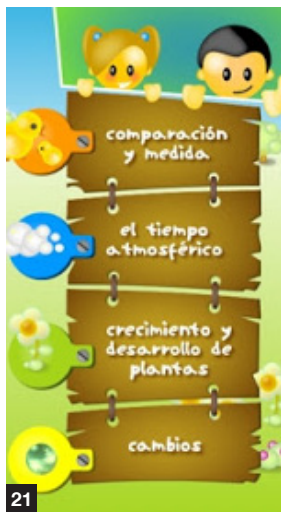 comparación
y medida
el tiempo
atmosférico
crecimiento y
desarrollo de
plantas
cambios
21